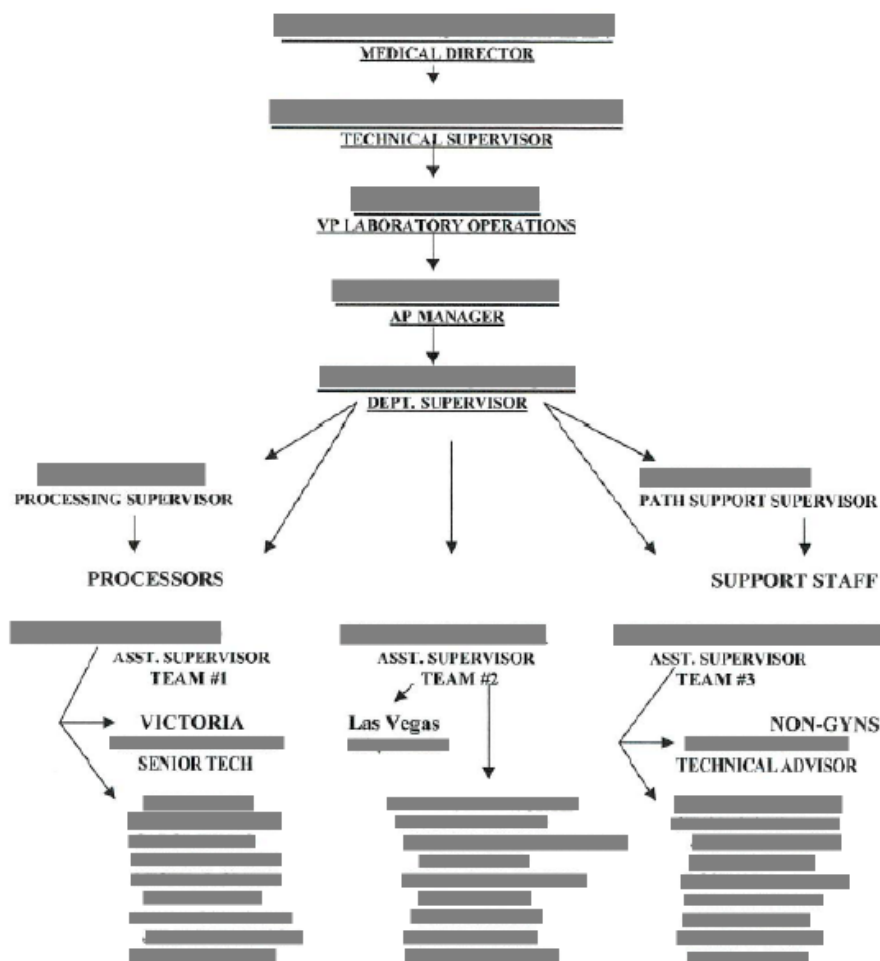 MEDICAL DIRECTOR
TECHNICAL SUPERVISOR
VP LABORATORY OPERATIONS
AP MANAGER
DEPT. SUPERVISOR
PROCESSING SUPERVISOR
PATH SUPPORT SUPERVISOR
PROCESSORS
SUPPORT STAFF
ASST. SUPERVISOR
TEAM #1
ASST. SUPERVISOR
TEAM #2
ASST. SUPERVISOR
TEAM #3
VICTORIA
SENIOR TECH
Las Vegas
NON-GYNS
TECHNICAL ADVISOR